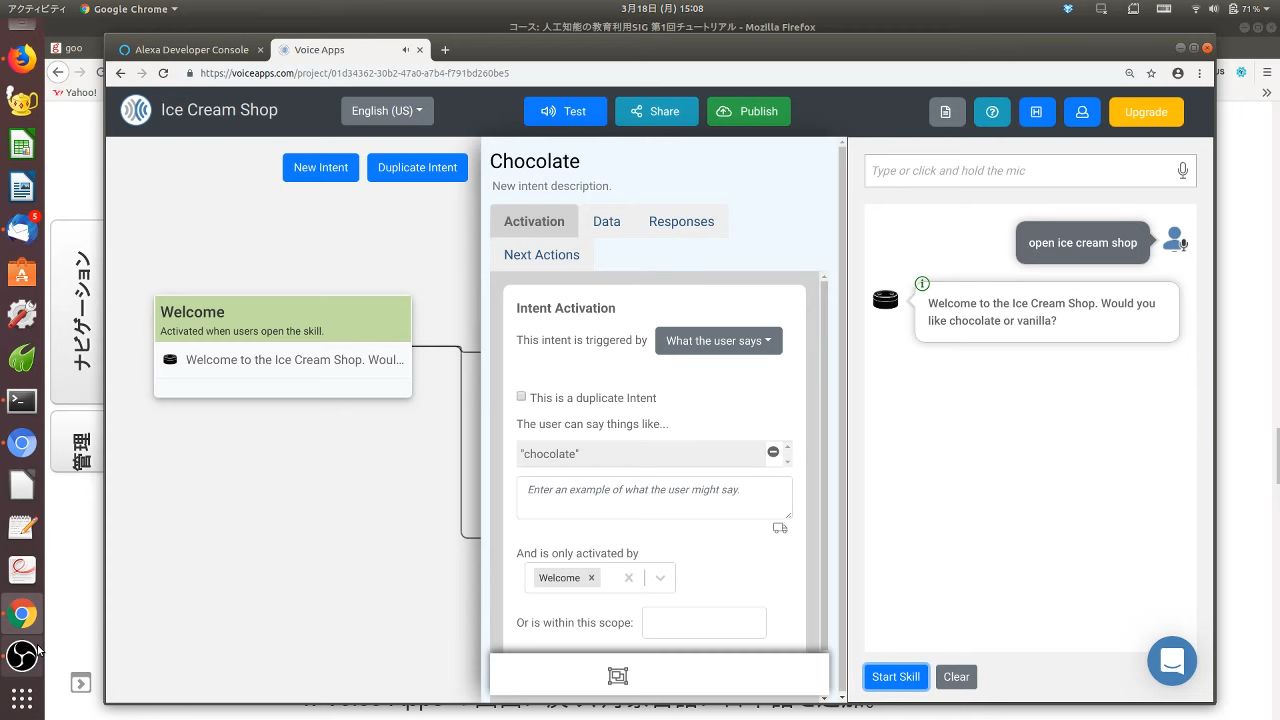 アクティビティ
Google Chrome
3月18日(月) 15:08
71%
コース: 人工知能の教育利用SIG 第1回チュートリアル - Mozilla Firefox
goo
Alexa Developer Console
Voice Apps
https://voiceapps.com/project/01d34362-30b2-47a0-a7b4-f791bd260be5
Yahoo!
Ice Cream Shop
English (US)
Test
Share
Publish
Upgrade
New Intent
Duplicate Intent
Chocolate
New intent description.
Activation
Data
Responses
Next Actions
Type or click and hold the mic
open ice cream shop
Welcome to the Ice Cream Shop. Would you
like chocolate or vanilla?
ナビゲーション
管理
5
Welcome
Activated when users open the skill.
Welcome to the Ice Cream Shop. Woul...
Intent Activation
This intent is triggered by
What the user says
This is a duplicate Intent
The user can say things like...
"chocolate"
Enter an example of what the user might say.
And is only activated by
Welcome
Or is within this scope:
Start Skill
Clear